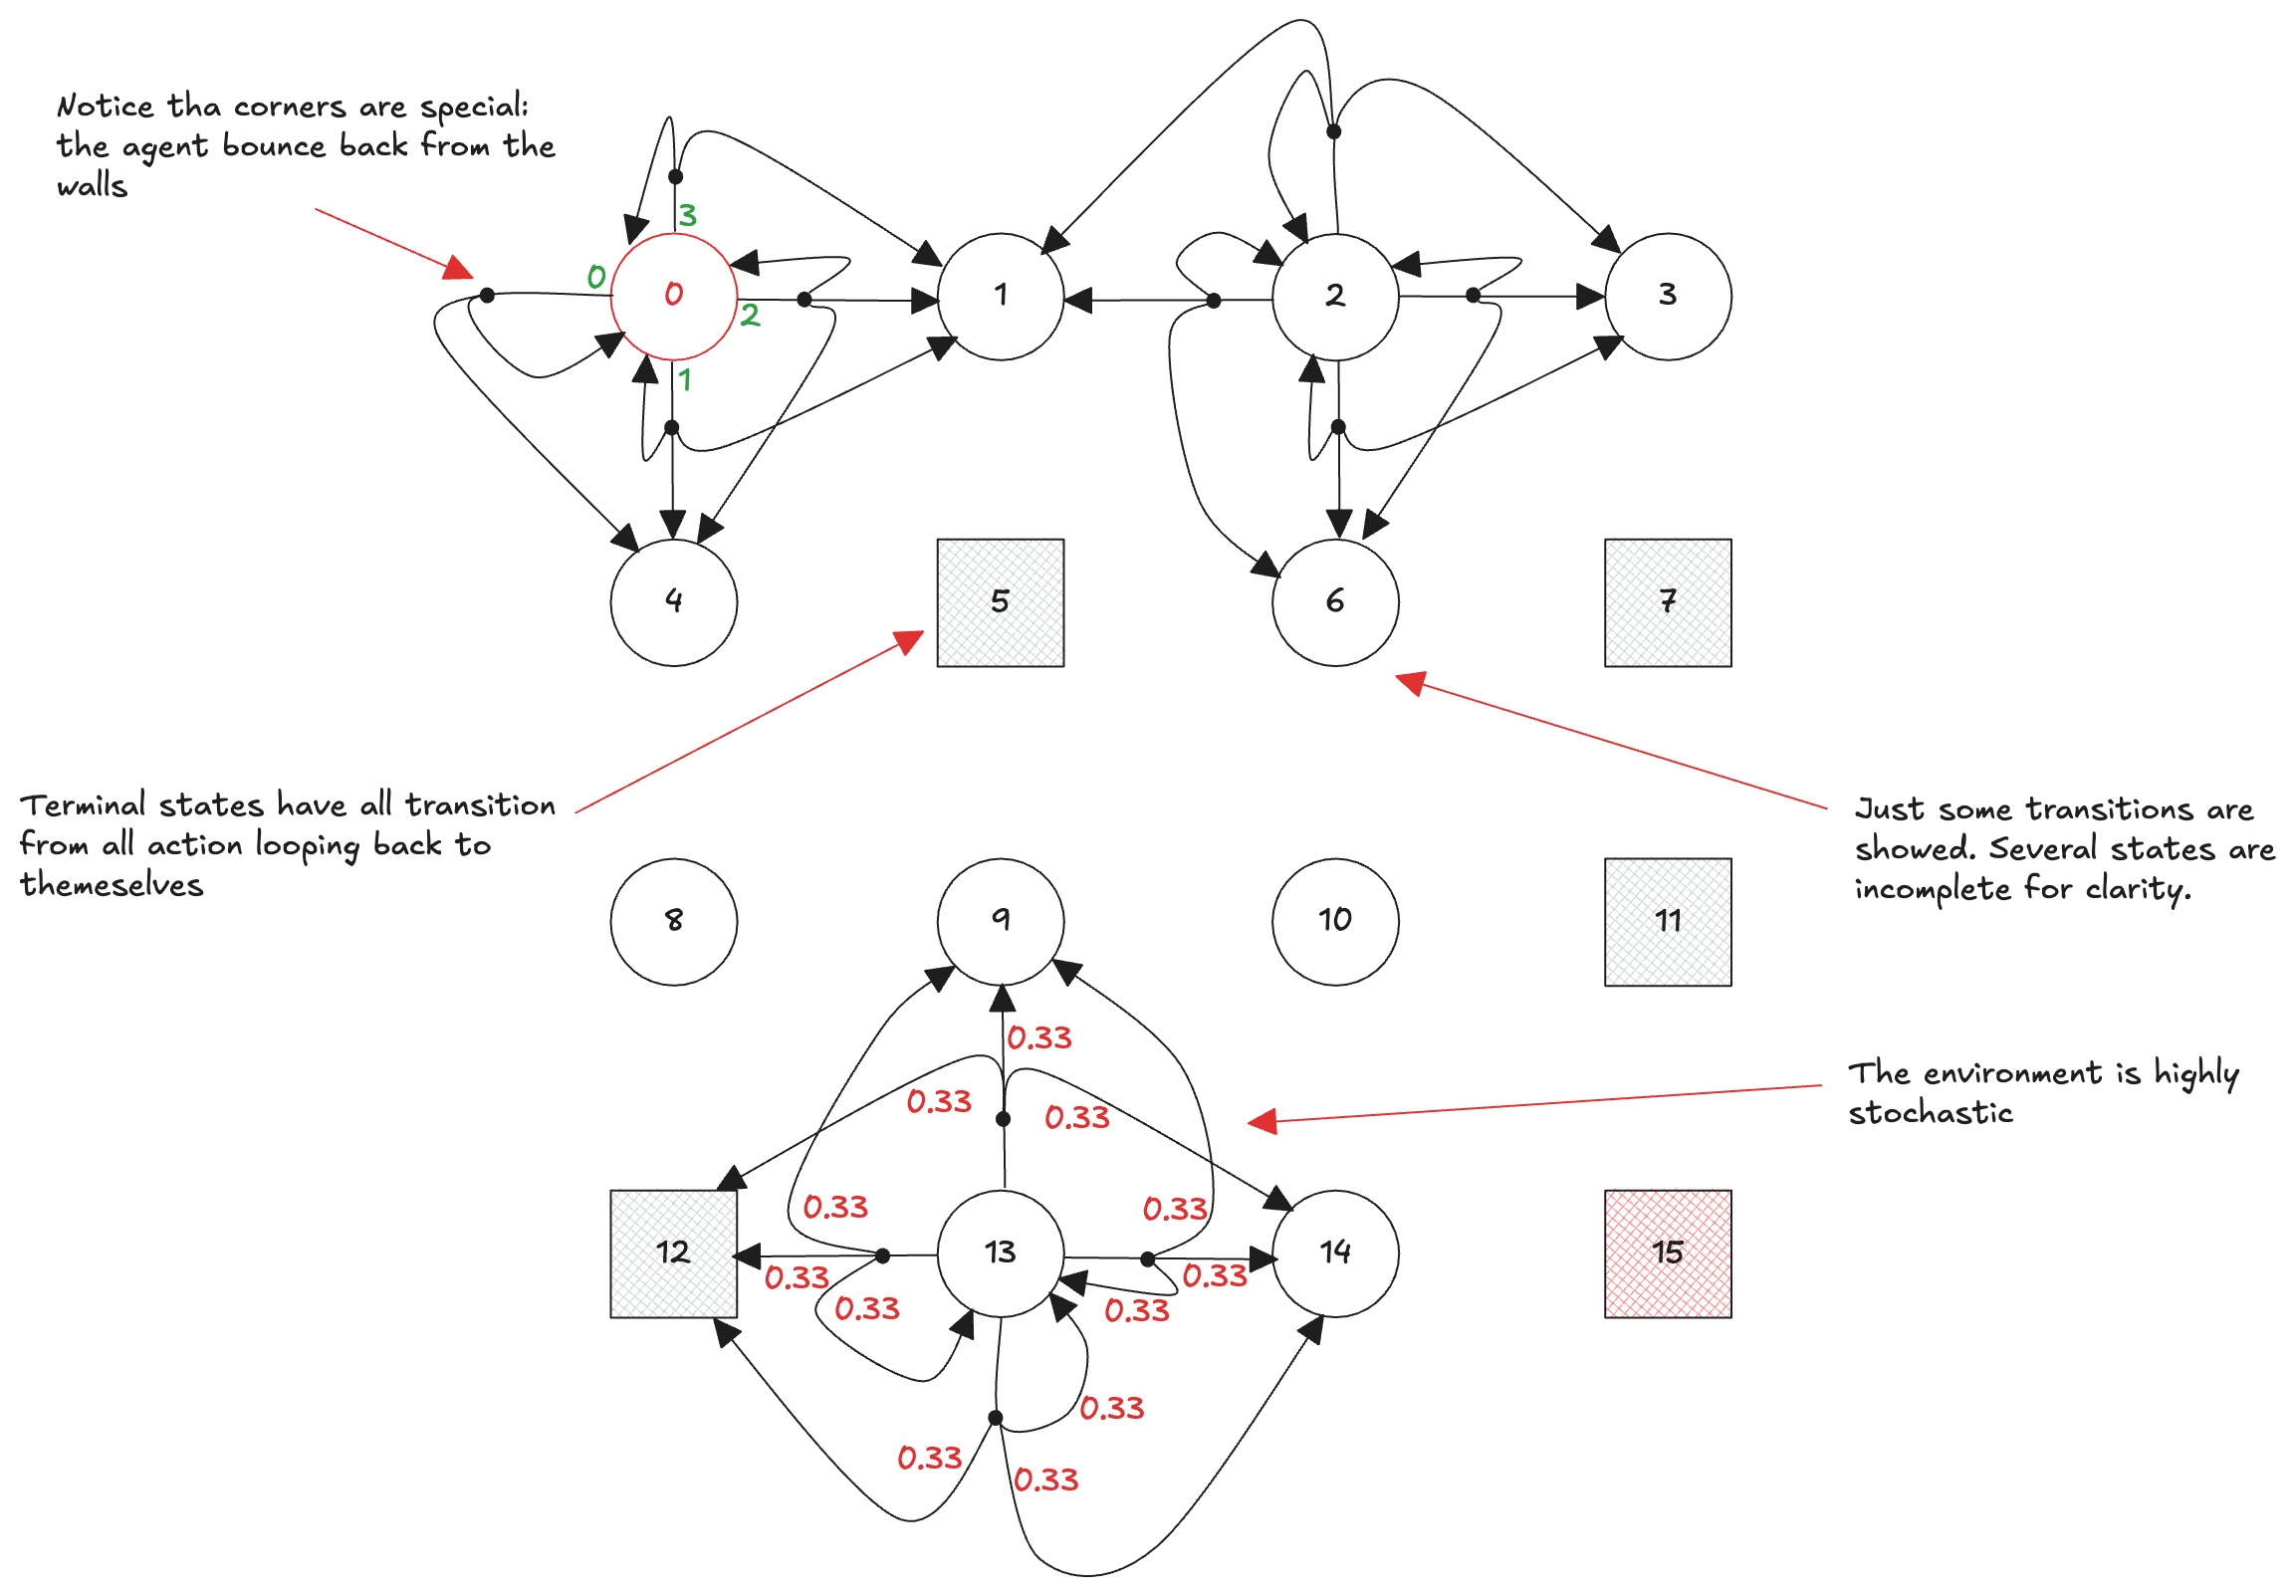 Notice tha corners are special:
the agent bounce back from the
walls
3
0
0
2
1
1
2
3
4
5
6
7
Terminal states have all transition
from all action looping back to
themeselves
Just some transitions are
showed. Several states are
incomplete for clarity.
8
9
10
11
0.33
0.33
0.33
The environment is highly
stochastic
0.33
0.33
12
13
14
15
0.33
0.33
0.33
0.33
0.33
0.33
0.33